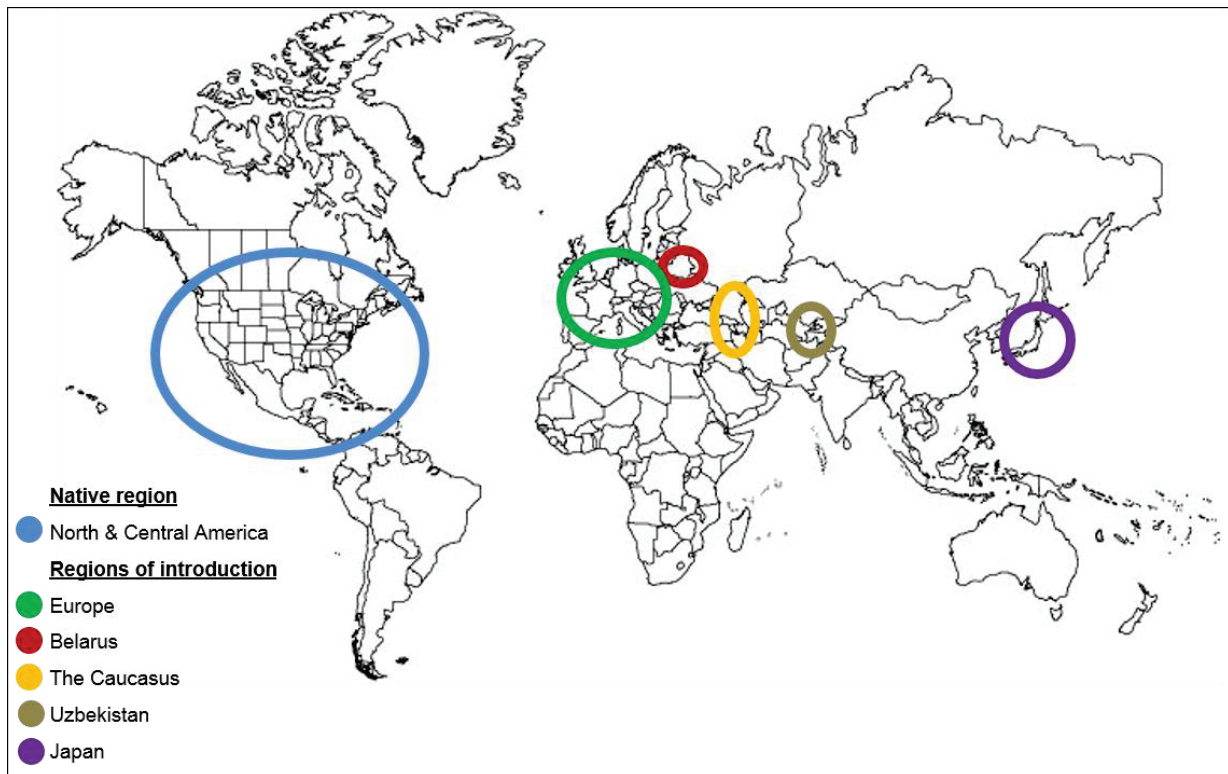 Native region
North & Central America
Regions of introduction
Europe
Belarus
The Caucasus
Uzbekistan
Japan